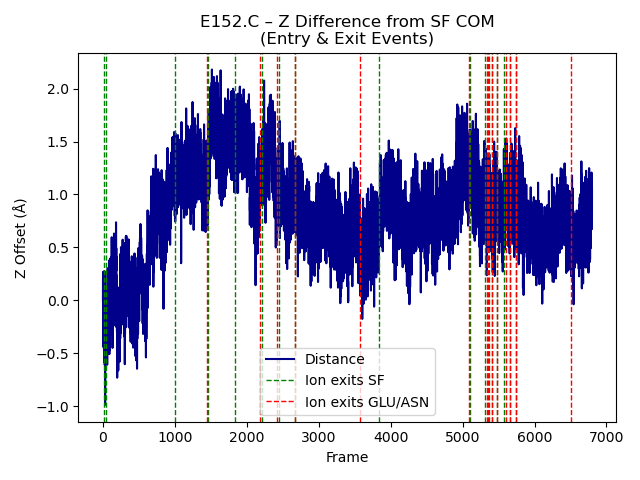 E152.C – Z Difference from SF COM
(Entry & Exit Events)
Z Offset (Å)
2.0
1.5
1.0
0.5
0.0
−0.5
−1.0
Distance
Ion exits SF
Ion exits GLU/ASN
0 1000 2000 3000 4000 5000 6000 7000
Frame